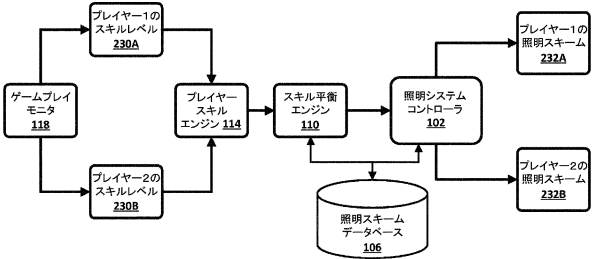 プレイヤー１の
スキルレベル
230A
ゲームプレイ
モニタ
118
プレイヤー２の
スキルレベル
230B
プレイヤー
スキル
エンジン 114
スキル平衡
エンジン
110
照明システム
コントローラ
102
照明スキーム
データベース
106
プレイヤー１の
照明スキーム
232A
プレイヤー２の
照明スキーム
232B